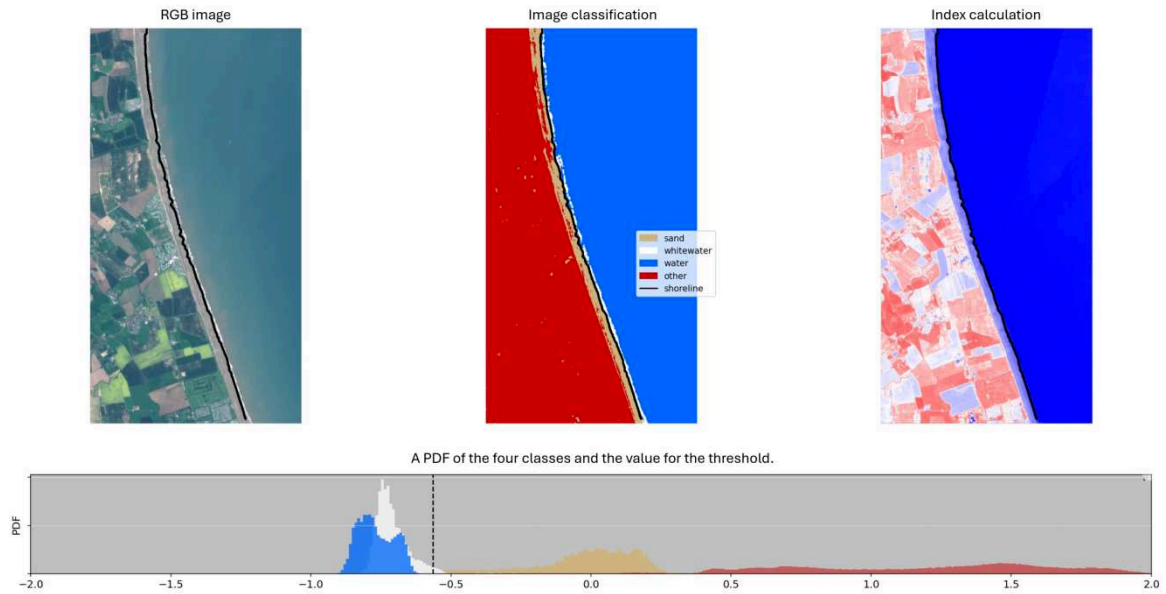 RGB image
Image classification
Index calculation
sand
whitewater
water
other
shoreline
A PDF of the four classes and the value for the threshold.
PDF
−2.0 −1.5 −1.0 −0.5 0.0 0.5 1.0 1.5 2.0